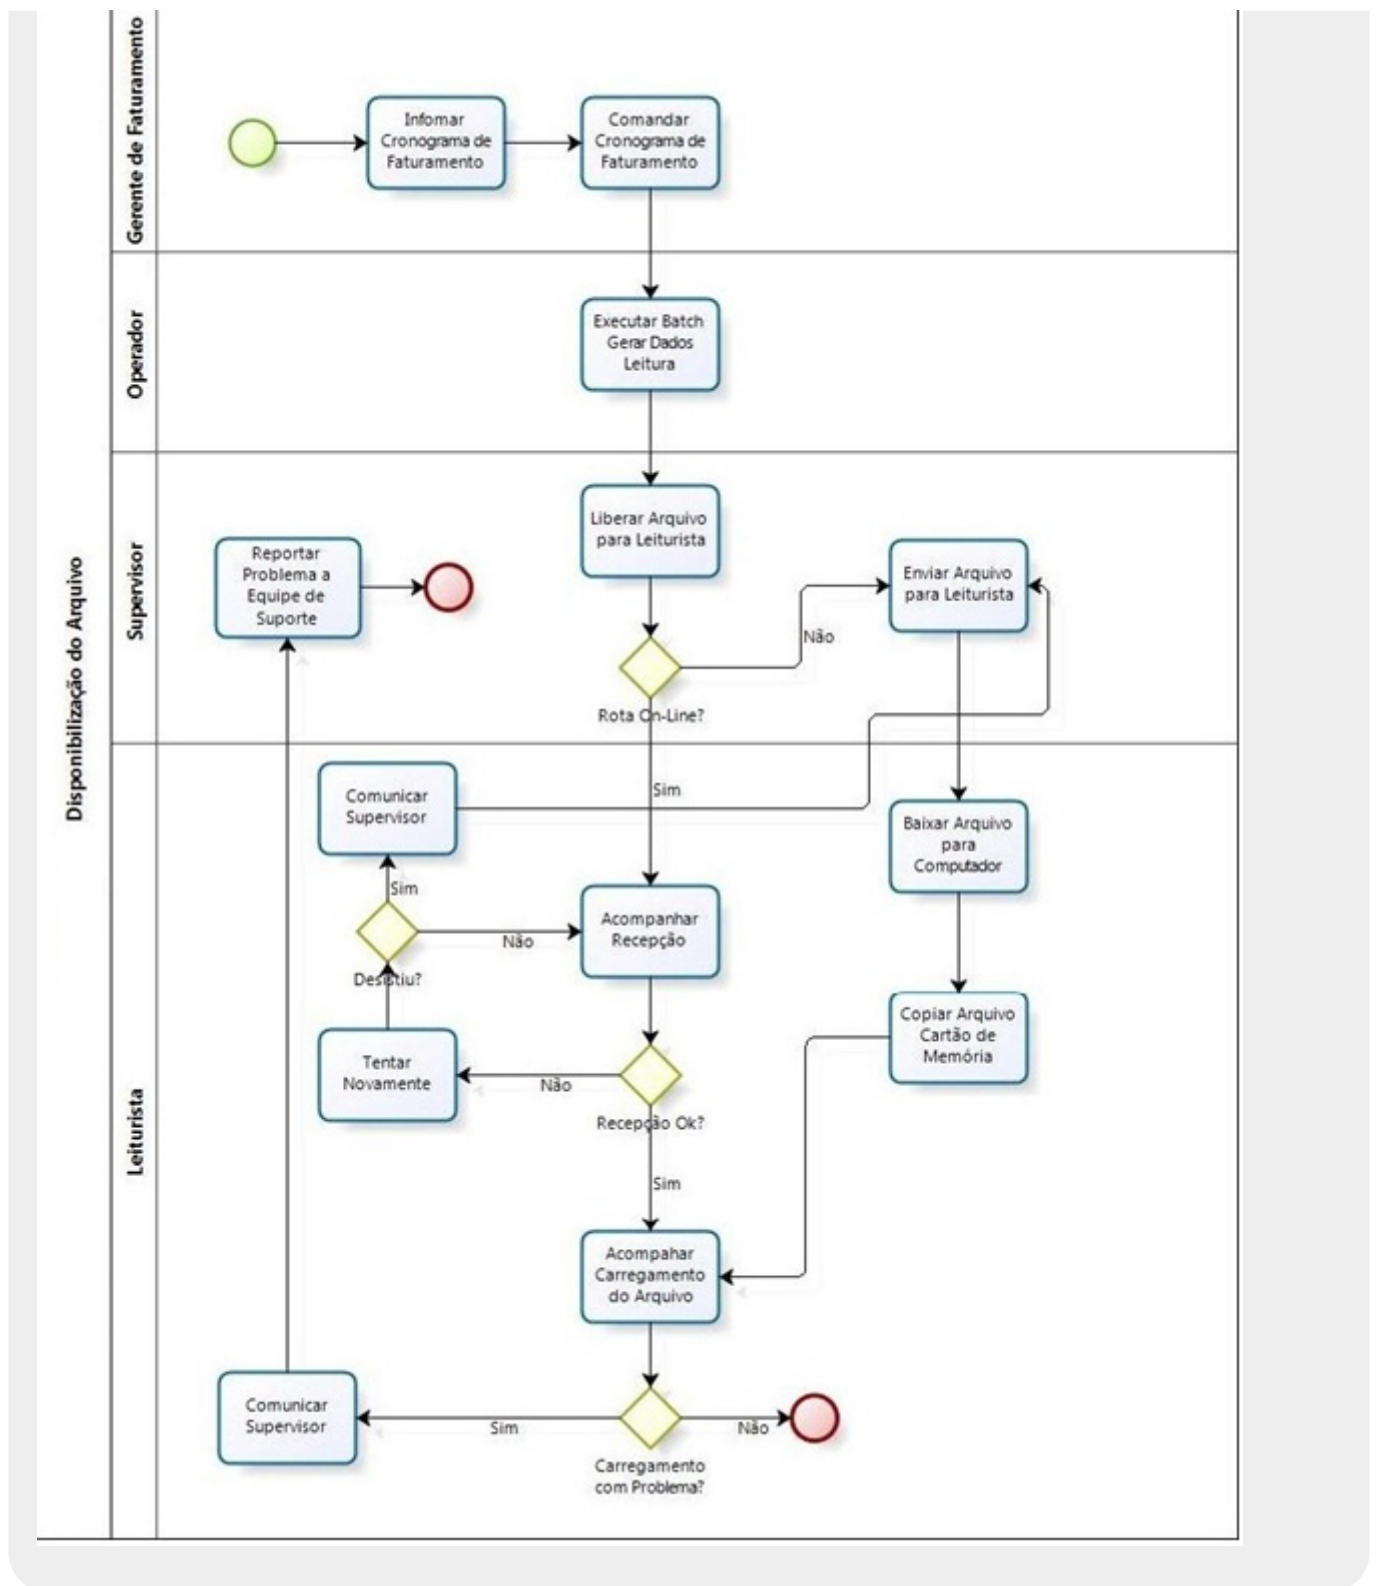 Disponibilização do Arquivo
Gerente de Faturamento
Infomar
Cronograma de
Faturamento
Comandar
Cronograma de
Faturamento
Operador
Executar Batch
Gerar Dados
Leitura
Supervisor
Liberar Arquivo
para Leiturista
Reportar
Problema a
Equipe de
Suporte
Enviar Arquivo
para Leiturista
Não
Rota On-Line?
Leiturista
Sim
Comunicar
Supervisor
Baixar Arquivo
para
Computador
Sim
Acompanhar
Recepção
Não
Desistiu?
Copiar Arquivo
Cartão de
Memória
Tentar
Novamente
Não
Recepção Ok?
Sim
Acompahar
Carregamento
do Arquivo
Comunicar
Supervisor
Sim
Não
Carregamento
com Problema?